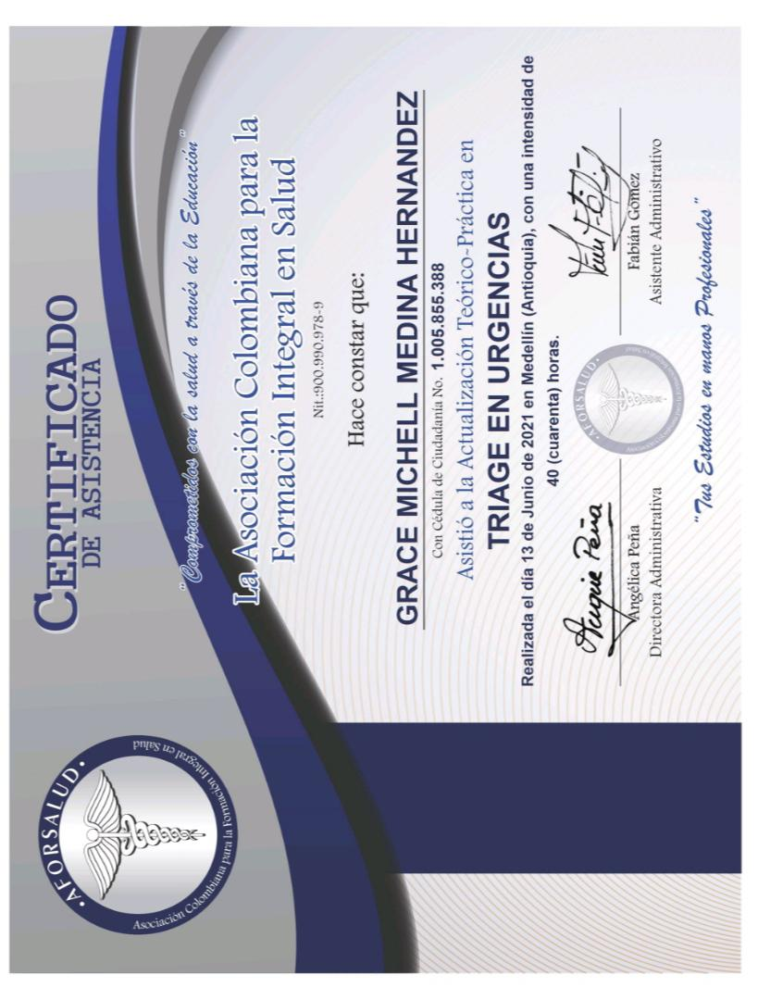 CERTIFICADO
DE ASISTENCIA
"Comprometidos con la salud a través de la Educación"
· AFORSALUD ·
Asociación Colombiana para la Formación Integral en Salud
La Asociación Colombiana para la
Formación Integral en Salud
Nit.:900.990.978-9
Hace constar que:
GRACE MICHELL MEDINA HERNANDEZ
Con Cédula de Ciudadanía No. 1.005.855.388
Asistió a la Actualización Teórico-Práctica en
TRIAGE EN URGENCIAS
Realizada el día 13 de Junio de 2021 en Medellín (Antioquia), con una intensidad de
40 (cuarenta) horas.
Angie Peña
Angélica Peña
Directora Administrativa
· AFORSALUD ·
Fabián Gómez
Asistente Administrativo
"Tus Estudios en manos Profesionales"